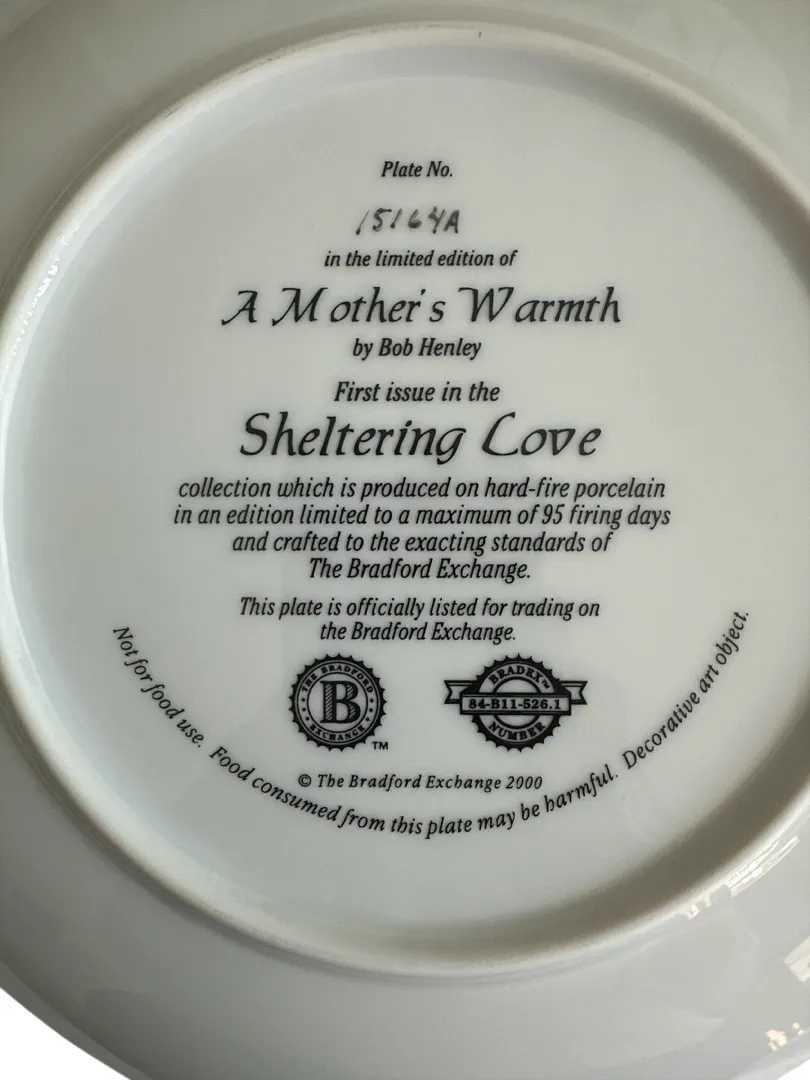 Plate No.
15164A
in the limited edition of
A Mother's Warmth
by Bob Henley
First issue in the
Sheltering Love
collection which is produced on hard-fire porcelain
in an edition limited to a maximum of 95 firing days
and crafted to the exacting standards of
The Bradford Exchange.
This plate is officially listed for trading on
the Bradford Exchange.
THE BRADFORD
B
EXCHANGE
™
BRADEX™
84-B11-526.1
NUMBER
© The Bradford Exchange 2000
Not for food use. Food consumed from this plate may be harmful. Decorative art object.